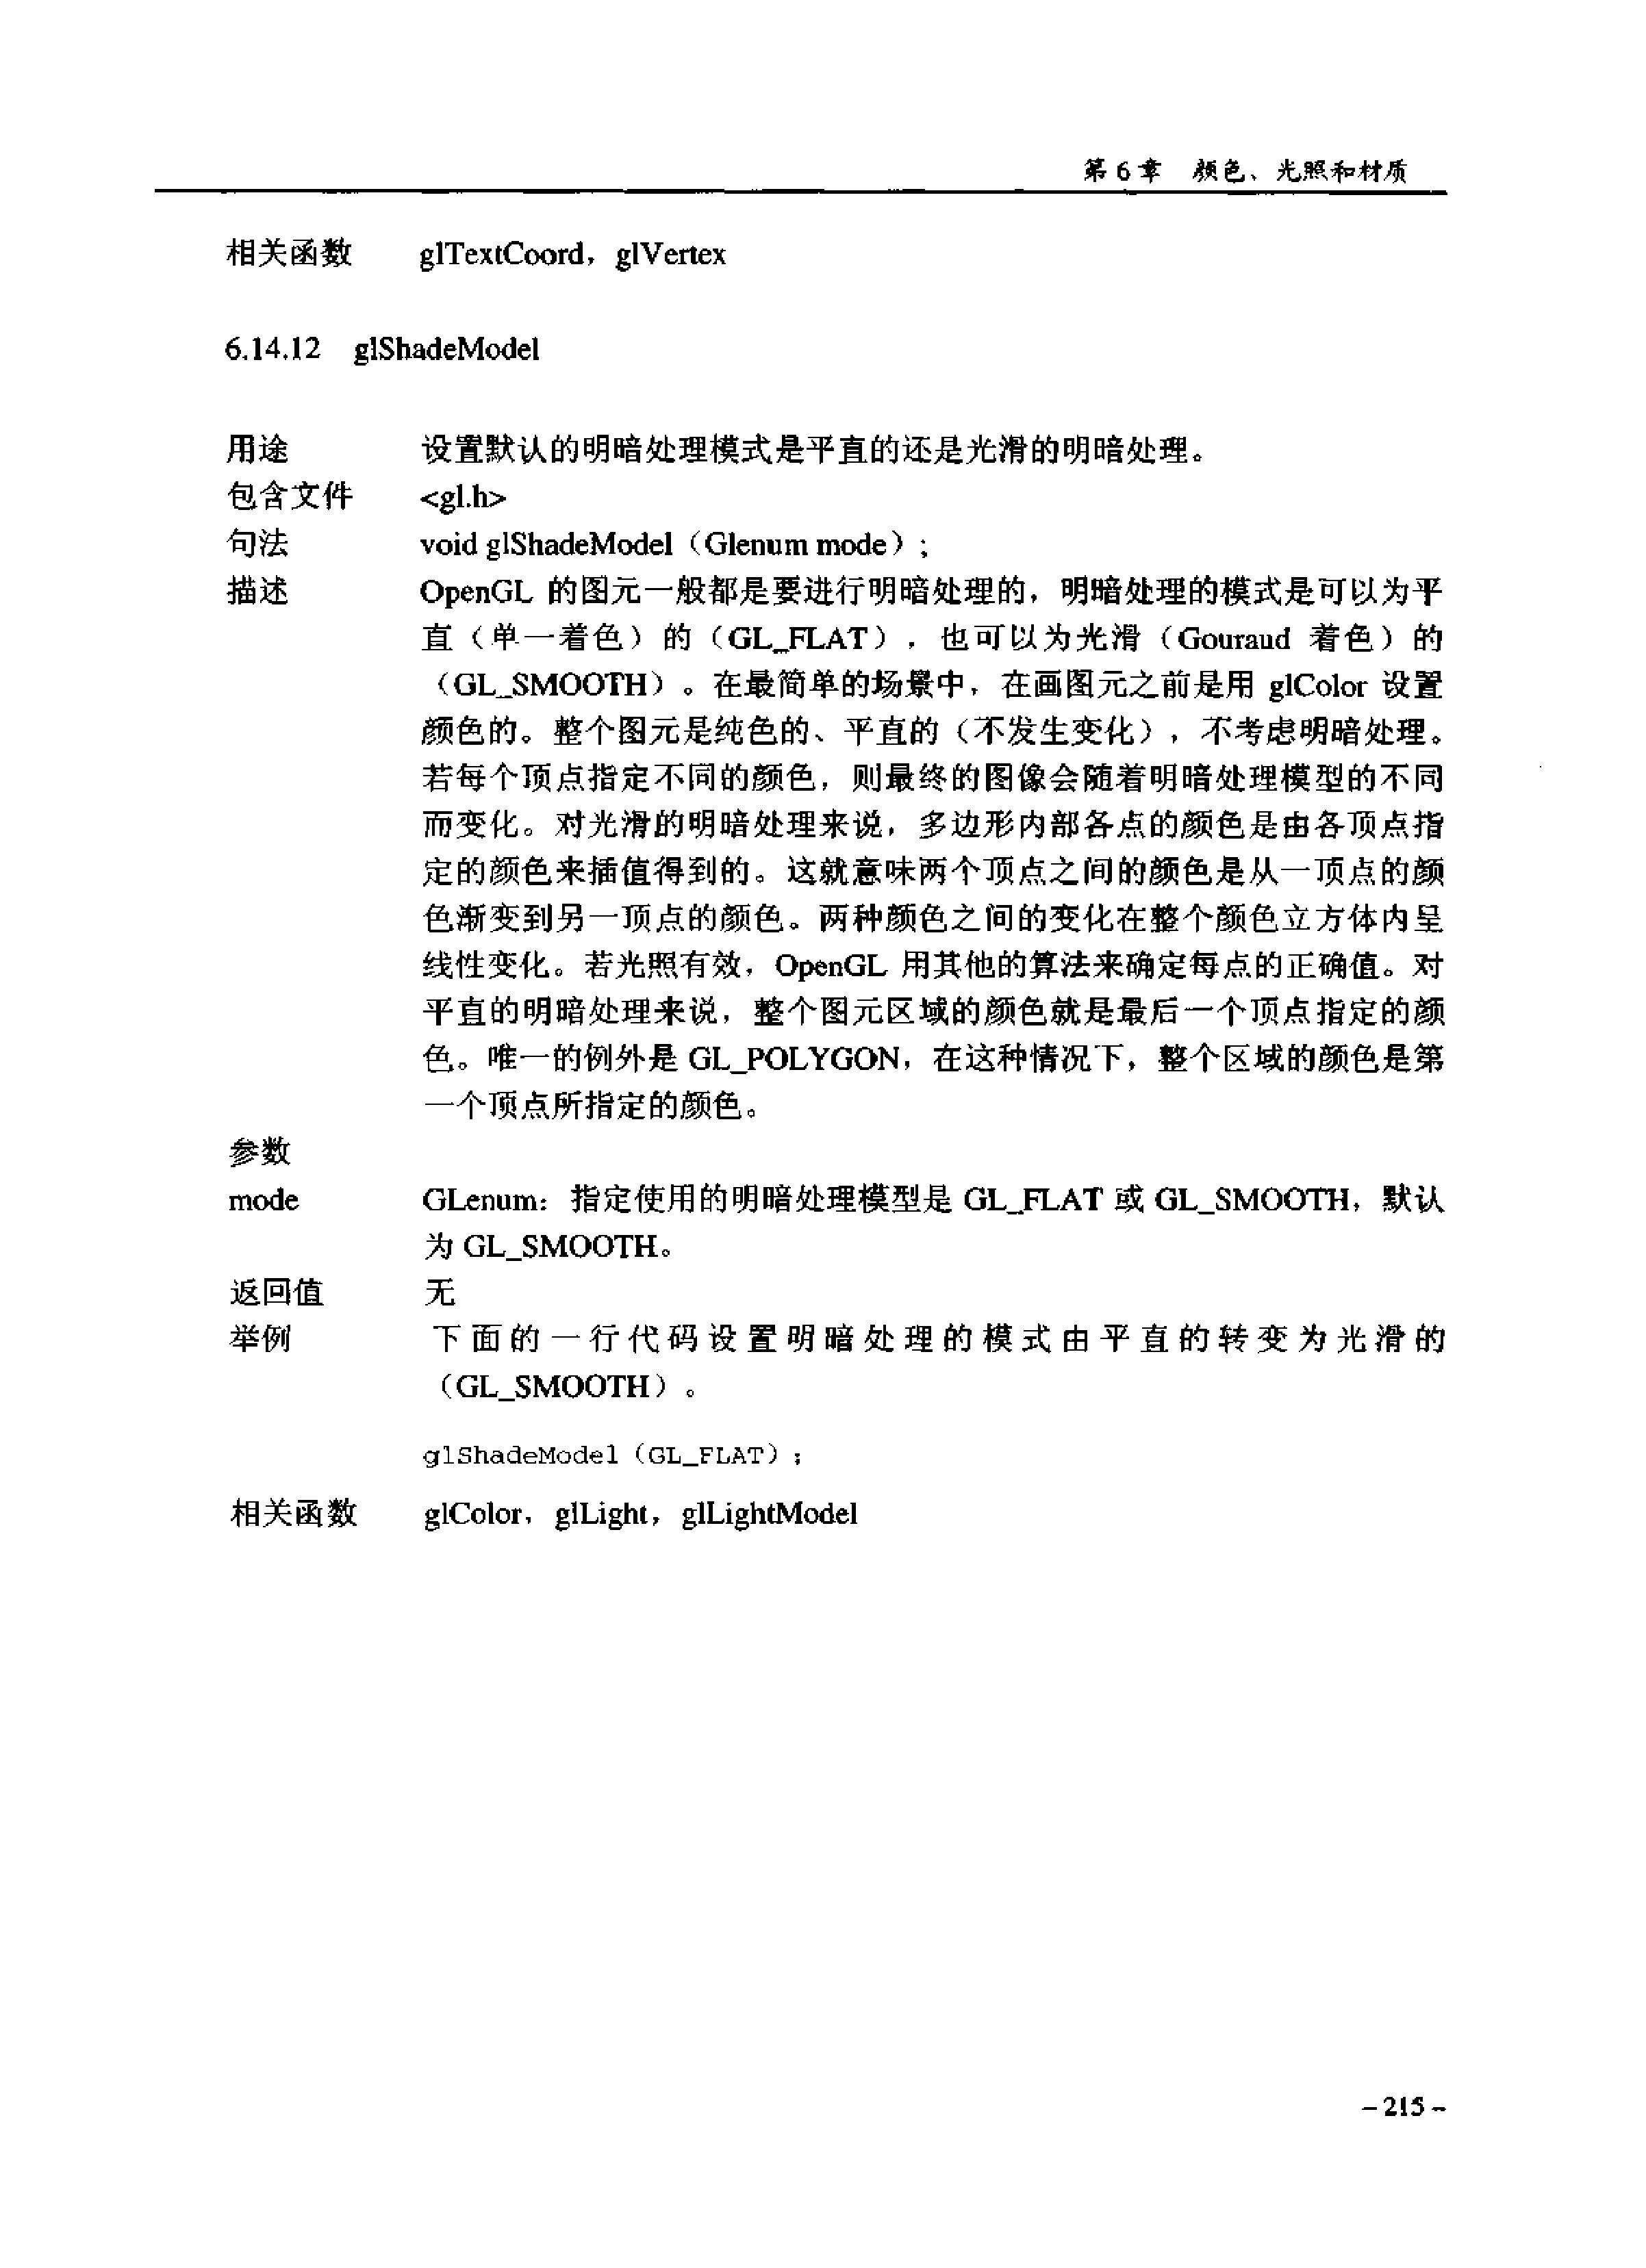 第6章 颜色、光照和材质
相关函数 glTextCoord，glVertex
6.14.12 glShadeModel
用途 设置默认的明暗处理模式是平直的还是光滑的明暗处理。
包含文件 <gl.h>
句法 void glShadeModel（Glenum mode）;
描述 OpenGL 的图元一般都是要进行明暗处理的，明暗处理的模式是可以为平
直（单一着色）的（GL_FLAT），也可以为光滑（Gouraud 着色）的
（GL_SMOOTH）。在最简单的场景中，在画图元之前是用 glColor 设置
颜色的。整个图元是纯色的、平直的（不发生变化），不考虑明暗处理。
若每个顶点指定不同的颜色，则最终的图像会随着明暗处理模型的不同
而变化。对光滑的明暗处理来说，多边形内部各点的颜色是由各顶点指
定的颜色来插值得到的。这就意味两个顶点之间的颜色是从一顶点的颜
色渐变到另一顶点的颜色。两种颜色之间的变化在整个颜色立方体内呈
线性变化。若光照有效，OpenGL 用其他的算法来确定每点的正确值。对
平直的明暗处理来说，整个图元区域的颜色就是最后一个顶点指定的颜
色。唯一的例外是 GL_POLYGON，在这种情况下，整个区域的颜色是第
一个顶点所指定的颜色。
参数
mode GLenum：指定使用的明暗处理模型是 GL_FLAT 或 GL_SMOOTH，默认
为 GL_SMOOTH。
返回值 无
举例 下面的一行代码设置明暗处理的模式由平直的转变为光滑的
（GL_SMOOTH）。
glShadeModel（GL_FLAT）;
相关函数 glColor，glLight，glLightModel
-215-